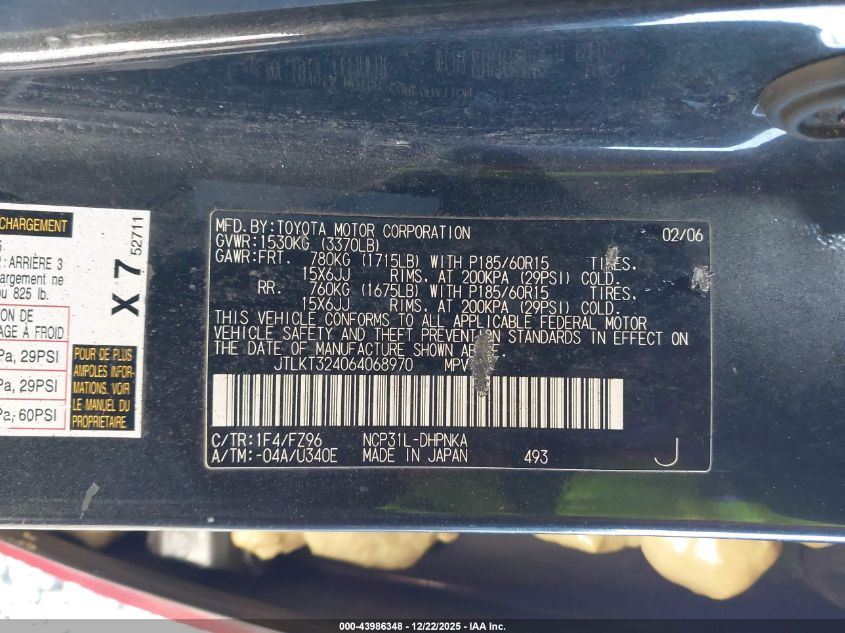 CHARGEMENT
5
: ARRIÈRE 3
argement ne
ou 825 lb.
ION DE
AGE À FROID
Pa, 29PSI
Pa, 29PSI
Pa, 60PSI
X 7
52711
POUR DE PLUS
AMPLES INFOR-
MATIONS, VOIR
LE MANUEL DU
PROPRIÉTAIRE
MFD.BY:TOYOTA MOTOR CORPORATION 02/06
GVWR:1530KG (3370LB)
GAWR:FRT. 780KG (1715LB) WITH P185/60R15 TIRES,
15X6JJ RIMS, AT 200KPA (29PSI) COLD.
RR. 760KG (1675LB) WITH P185/60R15 TIRES,
15X6JJ RIMS, AT 200KPA (29PSI) COLD.
THIS VEHICLE CONFORMS TO ALL APPLICABLE FEDERAL MOTOR
VEHICLE SAFETY AND THEFT PREVENTION STANDARDS IN EFFECT ON
THE DATE OF MANUFACTURE SHOWN ABOVE.
JTLKT324064068970 MPV
C/TR:1F4/FZ96 NCP31L-DHPNKA
A/TM:-04A/U340E MADE IN JAPAN 493 J
000-43986348 - 12/22/2025 - IAA Inc.